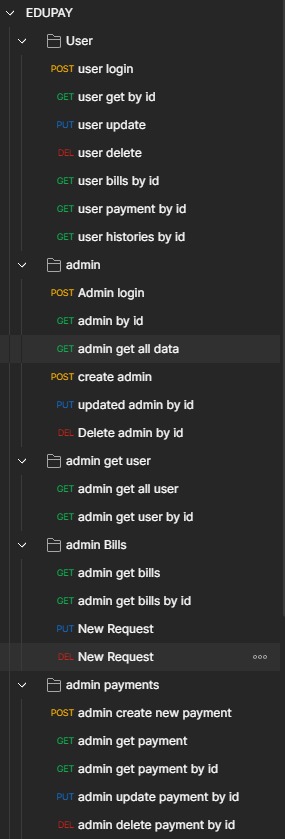 EDUPAY
User
POST user login
GET user get by id
PUT user update
DEL user delete
GET user bills by id
GET user payment by id
GET user histories by id
admin
POST Admin login
GET admin by id
GET admin get all data
POST create admin
PUT updated admin by id
DEL Delete admin by id
admin get user
GET admin get all user
GET admin get user by id
admin Bills
GET admin get bills
GET admin get bills by id
PUT New Request
DEL New Request
admin payments
POST admin create new payment
GET admin get payment
GET admin get payment by id
PUT admin update payment by id
DEL admin delete payment by id